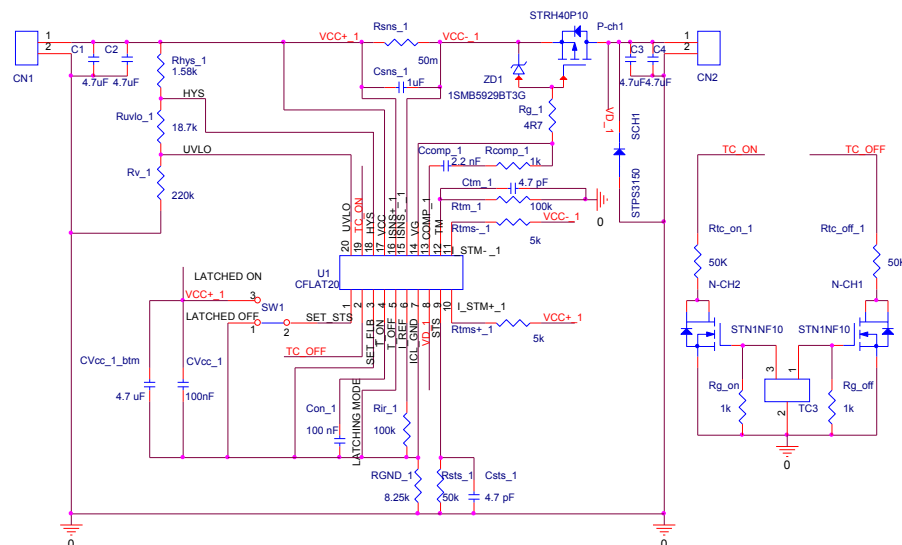 STRH40P10
P-ch1
Rsns_1
VCC+_1
VCC-_1
50m
Csns_1
1uF
ZD1
1SMB5929BT3G
1
2
CN1
C1
C2
4.7uF
4.7uF
Rhys_1
1.58k
HYS
Ruvlo_1
18.7k
UVLO
Rv_1
220k
C3
C4
4.7uF
4.7uF
1
2
CN2
Rg_1
4R7
VD_1
SCH1
STPS3150
Ccomp_1
2.2 nF
Rcomp_1
1k
Ctm_1
4.7 pF
Rtm_1
100k
0
Rtms-_1
VCC-_1
5k
20 UVLO
19 TC_ON
18 HYS
17 VCC
16 ISNS+_1
15 ISNS-_1
14 VG
13 COMP_1
12 TM
11 I_STM-_1
U1
CFLAT20
1
2
3 SET_FLB
4 T_ON
5 T_OFF
6 I_REF
7 ICL_GND
8 VD_1
9 STS
10 I_STM+_1
Rtms+_1
VCC+_1
5k
LATCHED ON
VCC+_1
3
SW1
LATCHED OFF
1
2
SET_STS
TC_OFF
CVcc_1_btm
4.7 uF
CVcc_1
100nF
Con_1
100 nF
LATCHING MODE
Rir_1
100k
RGND_1
8.25k
Rsts_1
50k
Csts_1
4.7 pF
0
0
TC_ON
TC_OFF
Rtc_on_1
50K
N-CH2
Rtc_off_1
50K
N-CH1
STN1NF10
STN1NF10
3
1
2
TC3
Rg_on
1k
Rg_off
1k
0